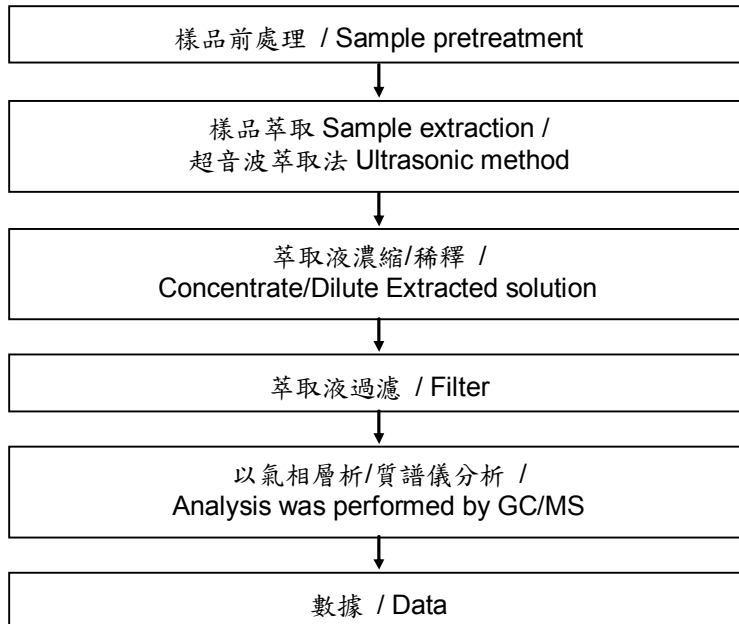 樣品前處理 / Sample pretreatment
樣品萃取 Sample extraction /
超音波萃取法 Ultrasonic method
萃取液濃縮/稀釋 /
Concentrate/Dilute Extracted solution
萃取液過濾 / Filter
以氣相層析/質譜儀分析 /
Analysis was performed by GC/MS
數據 / Data